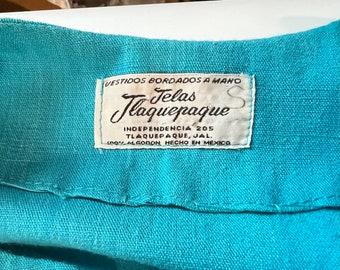 VESTIDOS BORDADOS A MANO
Telas
Tlaquepaque
S
INDEPENDENCIA 205
TLAQUEPAQUE, JAL.
100% ALGODON HECHO EN MEXICO